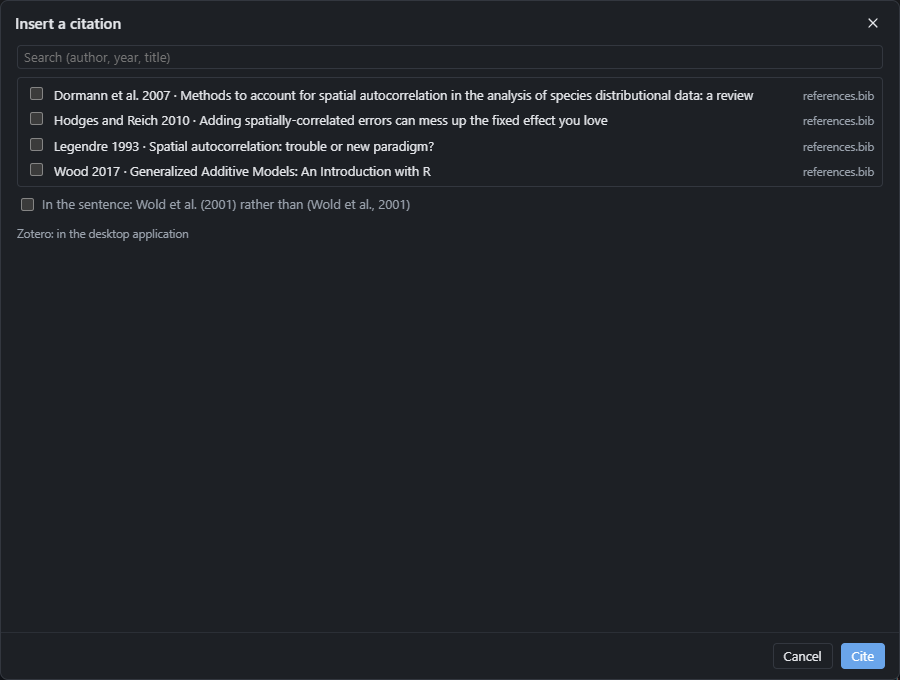 Insert a citation
Search (author, year, title)
Dormann et al. 2007 · Methods to account for spatial autocorrelation in the analysis of species distributional data: a review references.bib
Hodges and Reich 2010 · Adding spatially-correlated errors can mess up the fixed effect you love references.bib
Legendre 1993 · Spatial autocorrelation: trouble or new paradigm? references.bib
Wood 2017 · Generalized Additive Models: An Introduction with R references.bib
In the sentence: Wold et al. (2001) rather than (Wold et al., 2001)
Zotero: in the desktop application
Cancel Cite